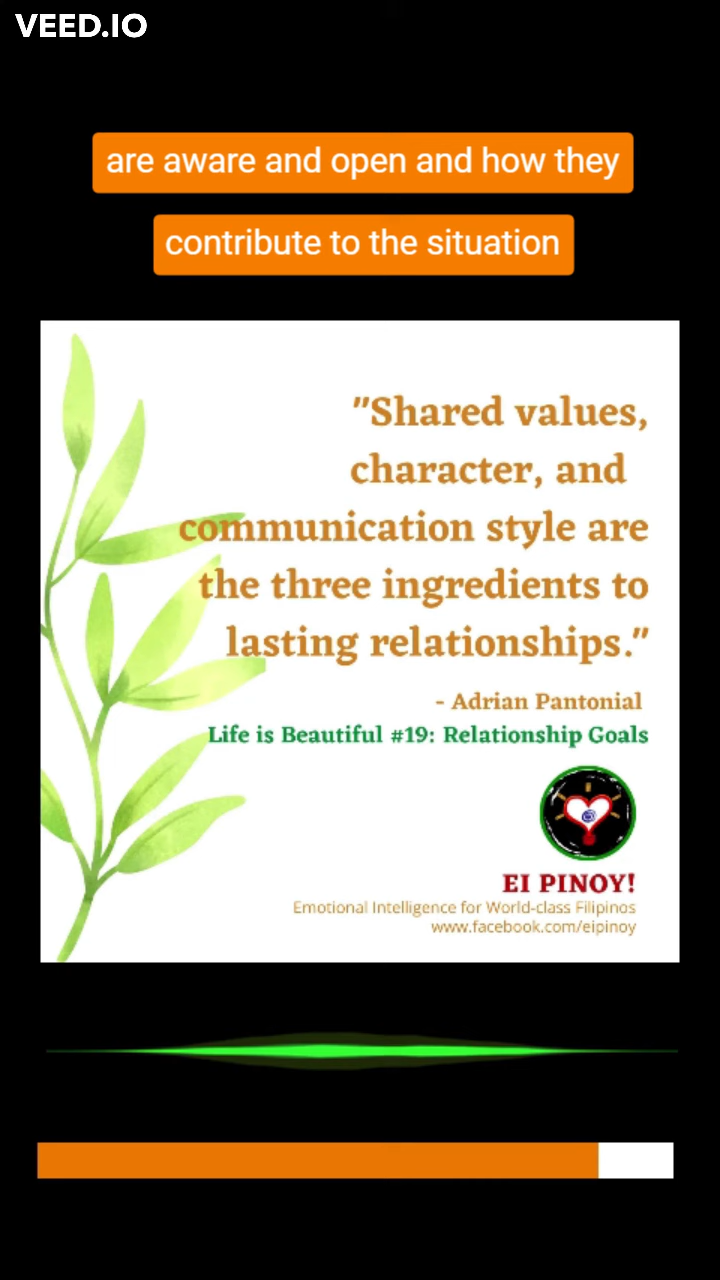 VEED.IO
are aware and open and how they
contribute to the situation
"Shared values,
character, and
communication style are
the three ingredients to
lasting relationships."
- Adrian Pantonial
Life is Beautiful #19: Relationship Goals
EI PINOY!
Emotional Intelligence for World-class Filipinos
www.facebook.com/eipinoy